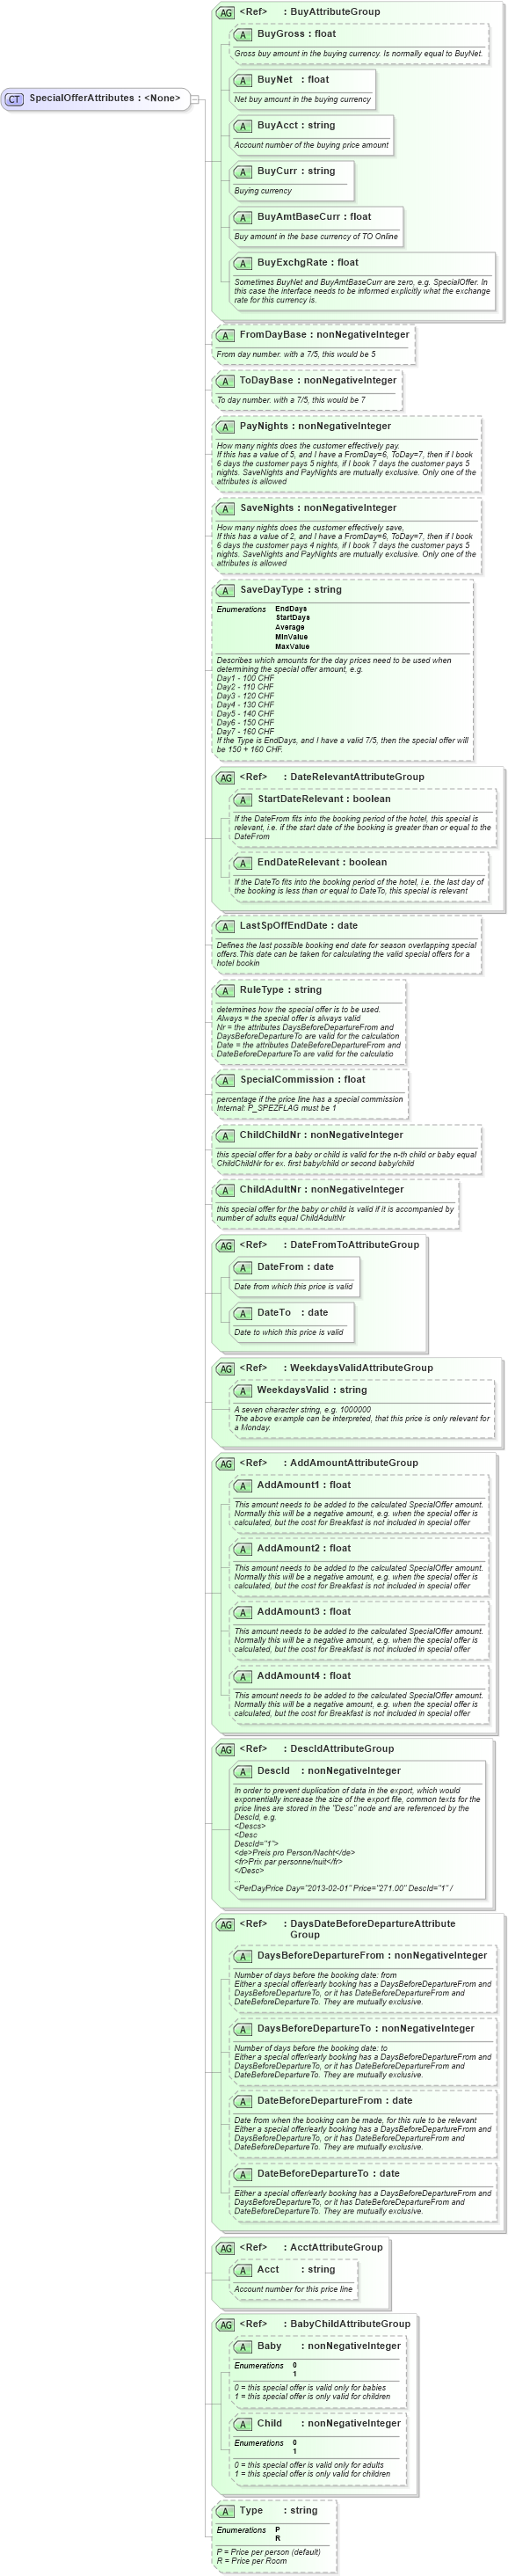 CT SpecialOfferAttributes : <None>
AG <Ref> : BuyAttributeGroup
A BuyGross : float
Gross buy amount in the buying currency. Is normally equal to BuyNet.
A BuyNet : float
Net buy amount in the buying currency
A BuyAcct : string
Account number of the buying price amount
A BuyCurr : string
Buying currency
A BuyAmtBaseCurr : float
Buy amount in the base currency of TO Online
A BuyExchgRate : float
Sometimes BuyNet and BuyAmtBaseCurr are zero, e.g. SpecialOffer. In
this case the interface needs to be informed explicitly what the exchange
rate for this currency is.
A FromDayBase : nonNegativeInteger
From day number. with a 7/5, this would be 5
A ToDayBase : nonNegativeInteger
To day number. with a 7/5, this would be 7
A PayNights : nonNegativeInteger
How many nights does the customer effectively pay.
If this has a value of 5, and I have a FromDay=6, ToDay=7, then if I book
6 days the customer pays 5 nights, if I book 7 days the customer pays 5
nights. SaveNights and PayNights are mutually exclusive. Only one of the
attributes is allowed
A SaveNights : nonNegativeInteger
How many nights does the customer effectively save,
If this has a value of 2, and I have a FromDay=6, ToDay=7, then if I book
6 days the customer pays 4 nights, if I book 7 days the customer pays 5
nights. SaveNights and PayNights are mutually exclusive. Only one of the
attributes is allowed
A SaveDayType : string
Enumerations EndDays
StartDays
Average
MinValue
MaxValue
Describes which amounts for the day prices need to be used when
determining the special offer amount, e.g.
Day1 - 100 CHF
Day2 - 110 CHF
Day3 - 120 CHF
Day4 - 130 CHF
Day5 - 140 CHF
Day6 - 150 CHF
Day7 - 160 CHF
If the Type is EndDays, and I have a valid 7/5, then the special offer will
be 150 + 160 CHF.
AG <Ref> : DateRelevantAttributeGroup
A StartDateRelevant : boolean
If the DateFrom fits into the booking period of the hotel, this special is
relevant, i.e. if the start date of the booking is greater than or equal to the
DateFrom
A EndDateRelevant : boolean
If the DateTo fits into the booking period of the hotel, i.e. the last day of
the booking is less than or equal to DateTo, this special is relevant
A LastSpOffEndDate : date
Defines the last possible booking end date for season overlapping special
offers.This date can be taken for calculating the valid special offers for a
hotel bookin
A RuleType : string
determines how the special offer is to be used.
Always = the special offer is always valid
Nr = the attributes DaysBeforeDepartureFrom and
DaysBeforeDepartureTo are valid for the calculation
Date = the attributes DateBeforeDepartureFrom and
DateBeforeDepartureTo are valid for the calculatio
A SpecialCommission : float
percentage if the price line has a special commission
Internal: P_SPEZFLAG must be 1
A ChildChildNr : nonNegativeInteger
this special offer for a baby or child is valid for the n-th child or baby equal
ChildChildNr for ex. first baby/child or second baby/child
A ChildAdultNr : nonNegativeInteger
this special offer for the baby or child is valid if it is accompanied by
number of adults equal ChildAdultNr
AG <Ref> : DateFromToAttributeGroup
A DateFrom : date
Date from which this price is valid
A DateTo : date
Date to which this price is valid
AG <Ref> : WeekdaysValidAttributeGroup
A WeekdaysValid : string
A seven character string, e.g. 1000000
The above example can be interpreted, that this price is only relevant for
a Monday.
AG <Ref> : AddAmountAttributeGroup
A AddAmount1 : float
This amount needs to be added to the calculated SpecialOffer amount.
Normally this will be a negative amount, e.g. when the special offer is
calculated, but the cost for Breakfast is not included in special offer
A AddAmount2 : float
This amount needs to be added to the calculated SpecialOffer amount.
Normally this will be a negative amount, e.g. when the special offer is
calculated, but the cost for Breakfast is not included in special offer
A AddAmount3 : float
This amount needs to be added to the calculated SpecialOffer amount.
Normally this will be a negative amount, e.g. when the special offer is
calculated, but the cost for Breakfast is not included in special offer
A AddAmount4 : float
This amount needs to be added to the calculated SpecialOffer amount.
Normally this will be a negative amount, e.g. when the special offer is
calculated, but the cost for Breakfast is not included in special offer
AG <Ref> : DescIdAttributeGroup
A DescId : nonNegativeInteger
In order to prevent duplication of data in the export, which would
exponentially increase the size of the export file, common texts for the
price lines are stored in the "Desc" node and are referenced by the
DescId, e.g.
<Descs>
<Desc
DescId="1">
<de>Preis pro Person/Nacht</de>
<fr>Prix par personne/nuit</fr>
</Desc>
...
<PerDayPrice Day="2013-02-01" Price="271.00" DescId="1" /
AG <Ref> : DaysDateBeforeDepartureAttribute
Group
A DaysBeforeDepartureFrom : nonNegativeInteger
Number of days before the booking date: from
Either a special offer/early booking has a DaysBeforeDepartureFrom and
DaysBeforeDepartureTo, or it has DateBeforeDepartureFrom and
DateBeforeDepartureTo. They are mutually exclusive.
A DaysBeforeDepartureTo : nonNegativeInteger
Number of days before the booking date: to
Either a special offer/early booking has a DaysBeforeDepartureFrom and
DaysBeforeDepartureTo, or it has DateBeforeDepartureFrom and
DateBeforeDepartureTo. They are mutually exclusive.
A DateBeforeDepartureFrom : date
Date from when the booking can be made, for this rule to be relevant
Either a special offer/early booking has a DaysBeforeDepartureFrom and
DaysBeforeDepartureTo, or it has DateBeforeDepartureFrom and
DateBeforeDepartureTo. They are mutually exclusive.
A DateBeforeDepartureTo : date
Either a special offer/early booking has a DaysBeforeDepartureFrom and
DaysBeforeDepartureTo, or it has DateBeforeDepartureFrom and
DateBeforeDepartureTo. They are mutually exclusive.
AG <Ref> : AcctAttributeGroup
A Acct : string
Account number for this price line
AG <Ref> : BabyChildAttributeGroup
A Baby : nonNegativeInteger
Enumerations 0
1
0 = this special offer is valid only for babies
1 = this special offer is only valid for children
A Child : nonNegativeInteger
Enumerations 0
1
0 = this special offer is valid only for adults
1 = this special offer is only valid for children
A Type : string
Enumerations P
R
P = Price per person (default)
R = Price per Room